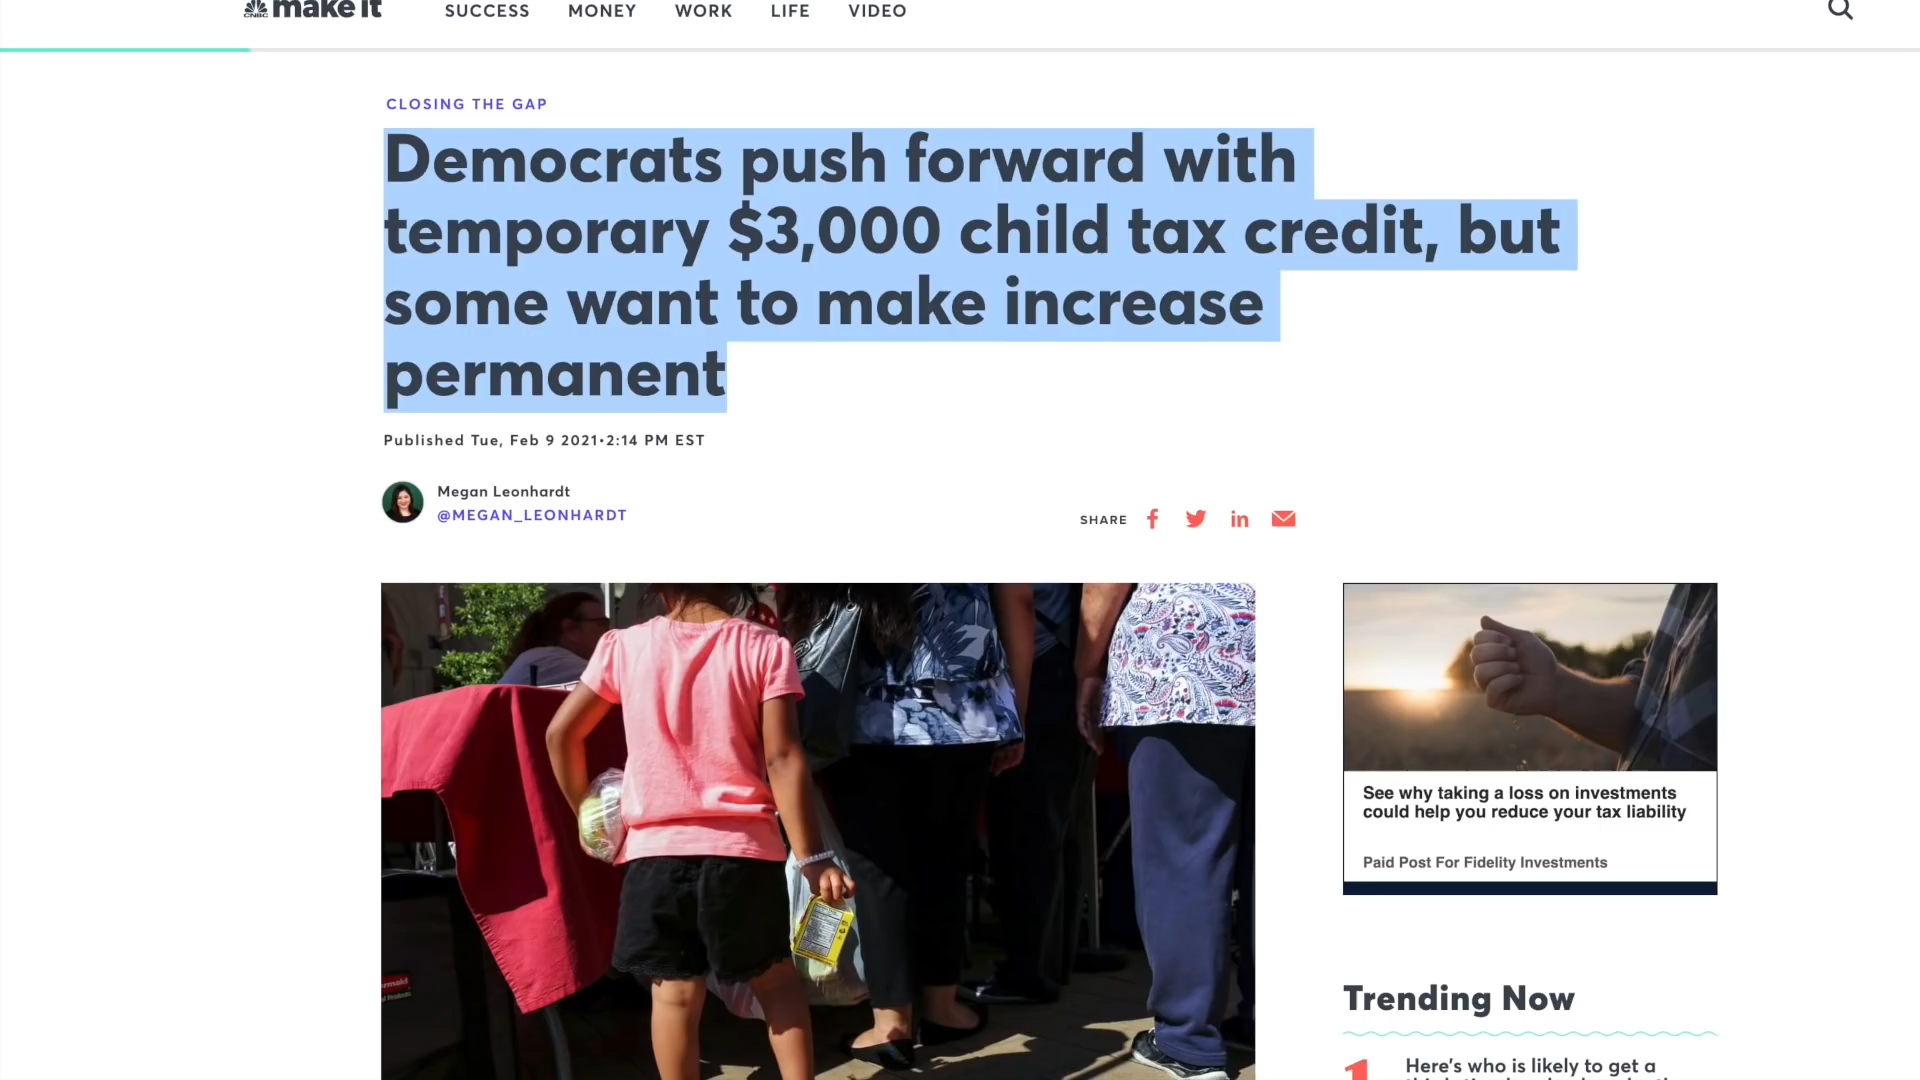 CNBC make it SUCCESS MONEY WORK LIFE VIDEO
CLOSING THE GAP
Democrats push forward with
temporary $3,000 child tax credit, but
some want to make increase
permanent
Published Tue, Feb 9 2021•2:14 PM EST
Megan Leonhardt
@MEGAN_LEONHARDT
SHARE
See why taking a loss on investments
could help you reduce your tax liability
Paid Post For Fidelity Investments
Trending Now
1 Here's who is likely to get a